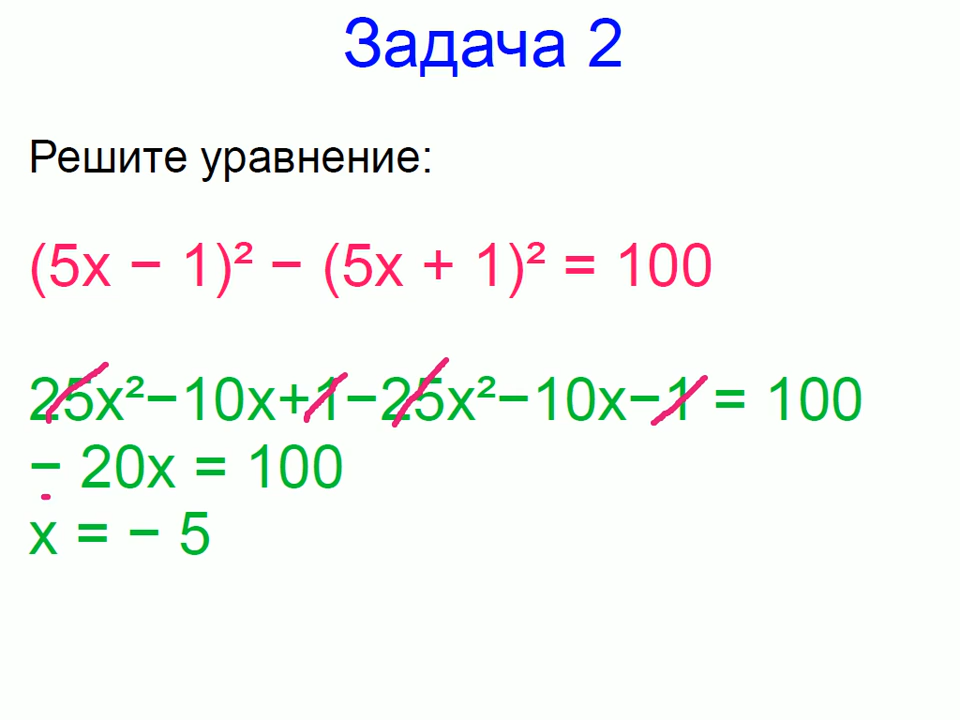 Задача 2
Решите уравнение:
(5x − 1)² − (5x + 1)² = 100
25x²−10x+1−25x²−10x−1 = 100
− 20x = 100
x = − 5